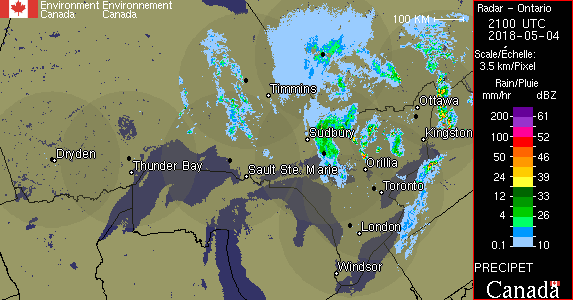 Environment Environnement
Canada Canada
100 KM
Timmins
Ottawa
Sudbury
Kingston
Dryden
Thunder Bay
Sault Ste. Marie
Orillia
Toronto
London
Windsor
Radar - Ontario
2100 UTC
2018-05-04
Scale/Échelle:
3.5 km/Pixel
Rain/Pluie
mm/hr dBZ
200 61
100 52
50 46
24 39
12 33
4 26
0.1 10
PRECIPET
Canada